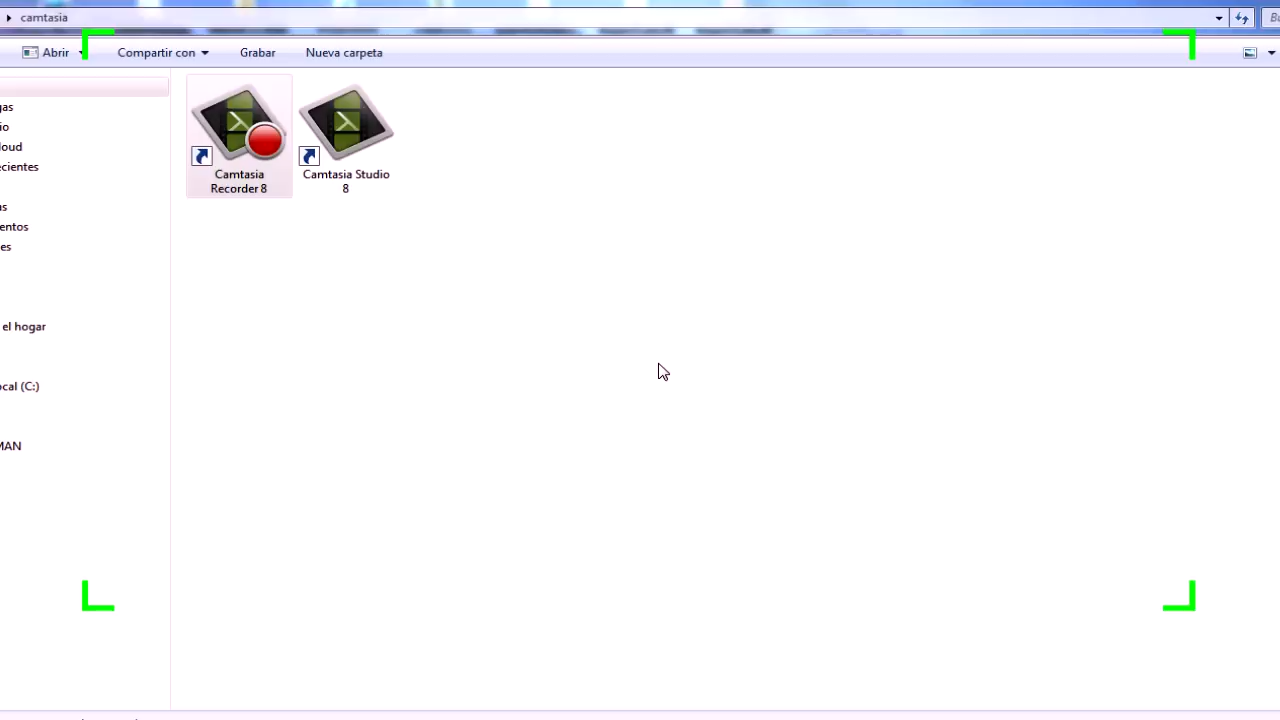 camtasia
Abrir
Compartir con
Grabar
Nueva carpeta
gas
io
loud
ecientes
as
entos
es
el hogar
ocal (C:)
MAN
Camtasia
Recorder 8
Camtasia Studio
8